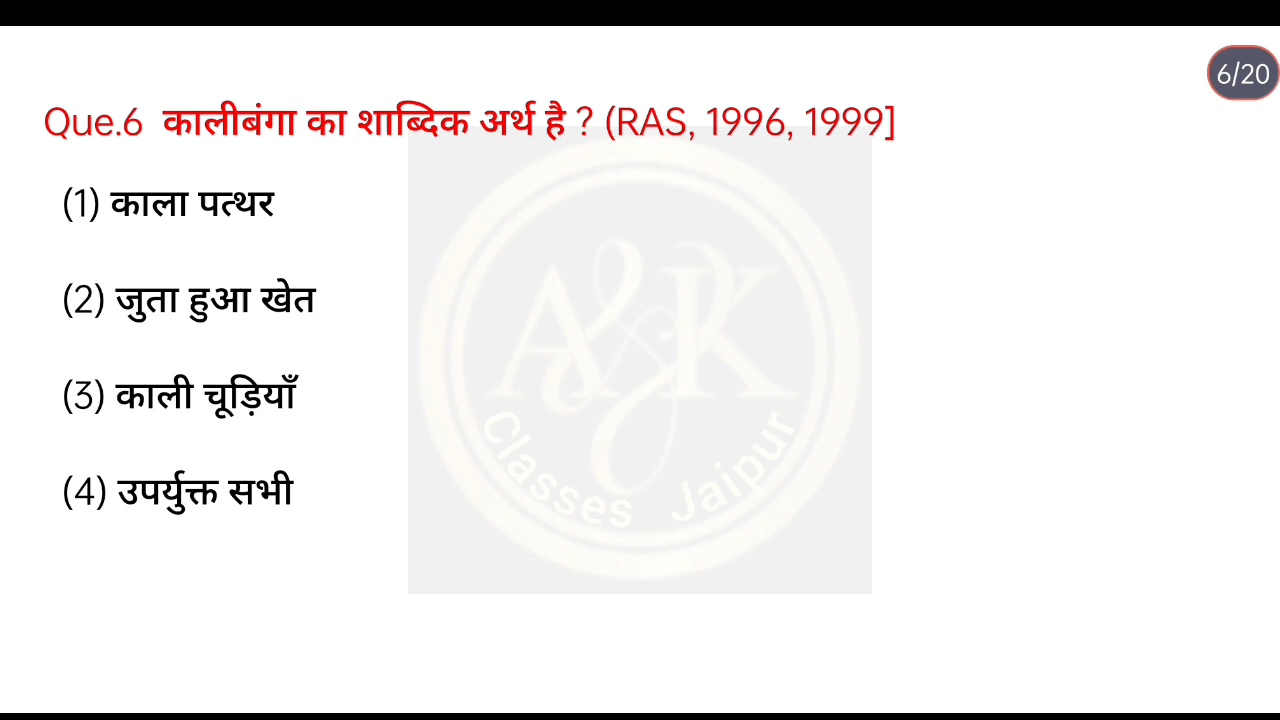 6/20
Que.6 कालीबंगा का शाब्दिक अर्थ है ? (RAS, 1996, 1999]
(1) काला पत्थर
(2) जुता हुआ खेत
(3) काली चूड़ियाँ
(4) उपर्युक्त सभी
A&K
Classes Jaipur